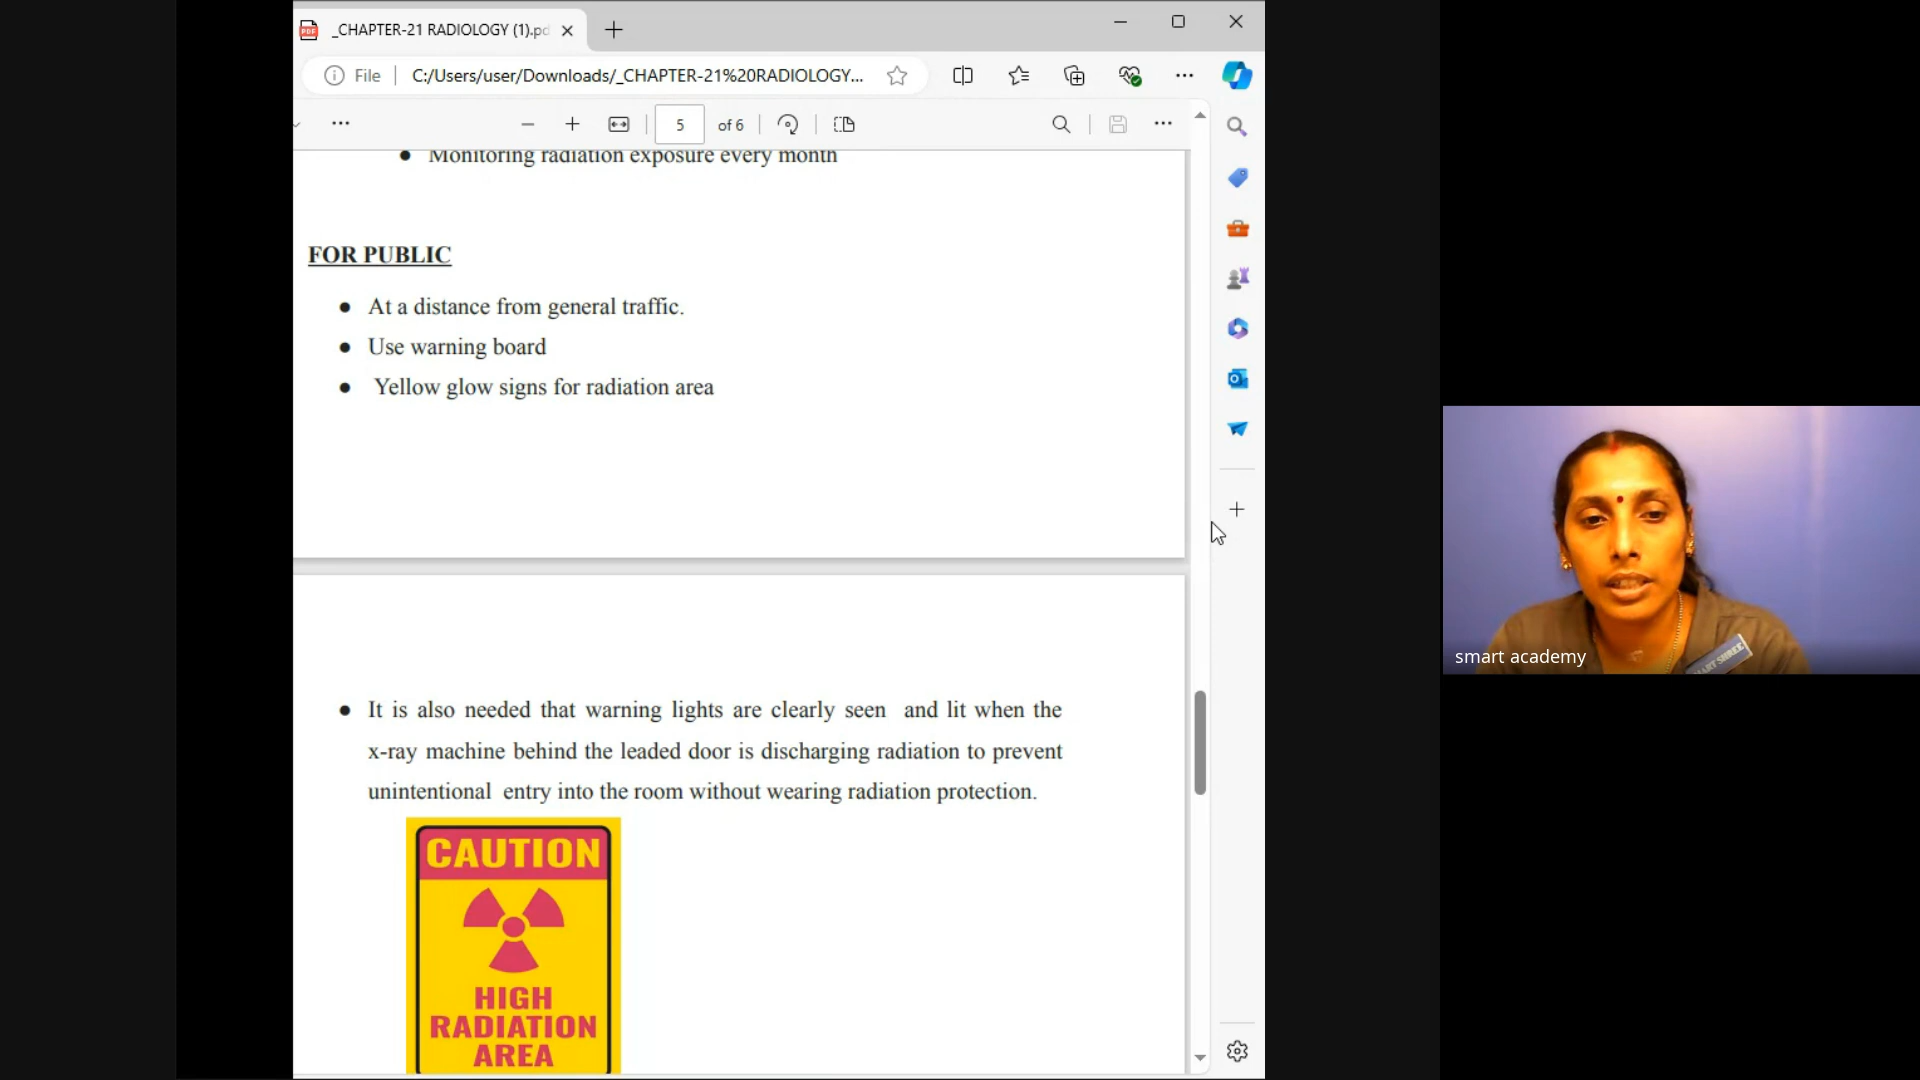 _CHAPTER-21 RADIOLOGY (1).pd
File
C:/Users/user/Downloads/_CHAPTER-21%20RADIOLOGY...
5 of 6
● Monitoring radiation exposure every month
FOR PUBLIC
● At a distance from general traffic.
● Use warning board
● Yellow glow signs for radiation area
● It is also needed that warning lights are clearly seen and lit when the
x-ray machine behind the leaded door is discharging radiation to prevent
unintentional entry into the room without wearing radiation protection.
CAUTION
HIGH
RADIATION
AREA
smart academy